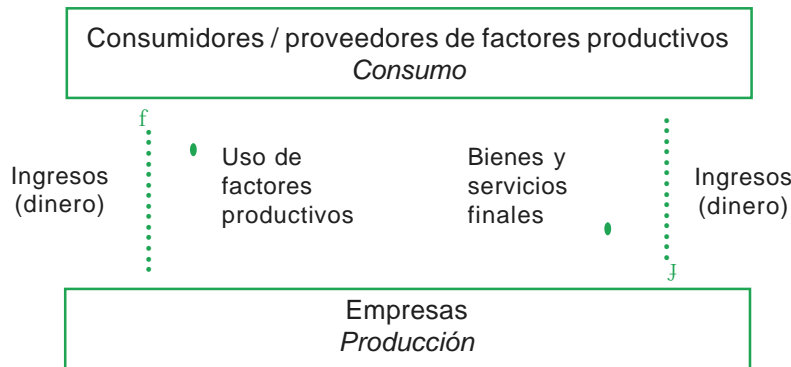 Consumidores / proveedores de factores productivos
Consumo
Ingresos
(dinero)
Uso de
factores
productivos
Bienes y
servicios
finales
Ingresos
(dinero)
Empresas
Producción